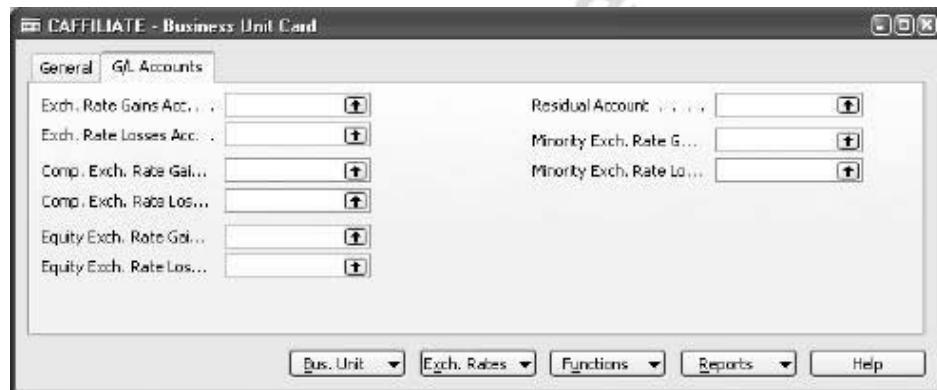 CAFFILIATE - Business Unit Card
General G/L Accounts
Exch. Rate Gains Acc. . .
Exch. Rate Losses Acc. .
Comp. Exch. Rate Gai...
Comp. Exch. Rate Los...
Equity Exch. Rate Gai...
Equity Exch. Rate Los...
Residual Account . . . . .
Minority Exch. Rate G...
Minority Exch. Rate Lo...
Bus. Unit Exch. Rates Functions Reports Help